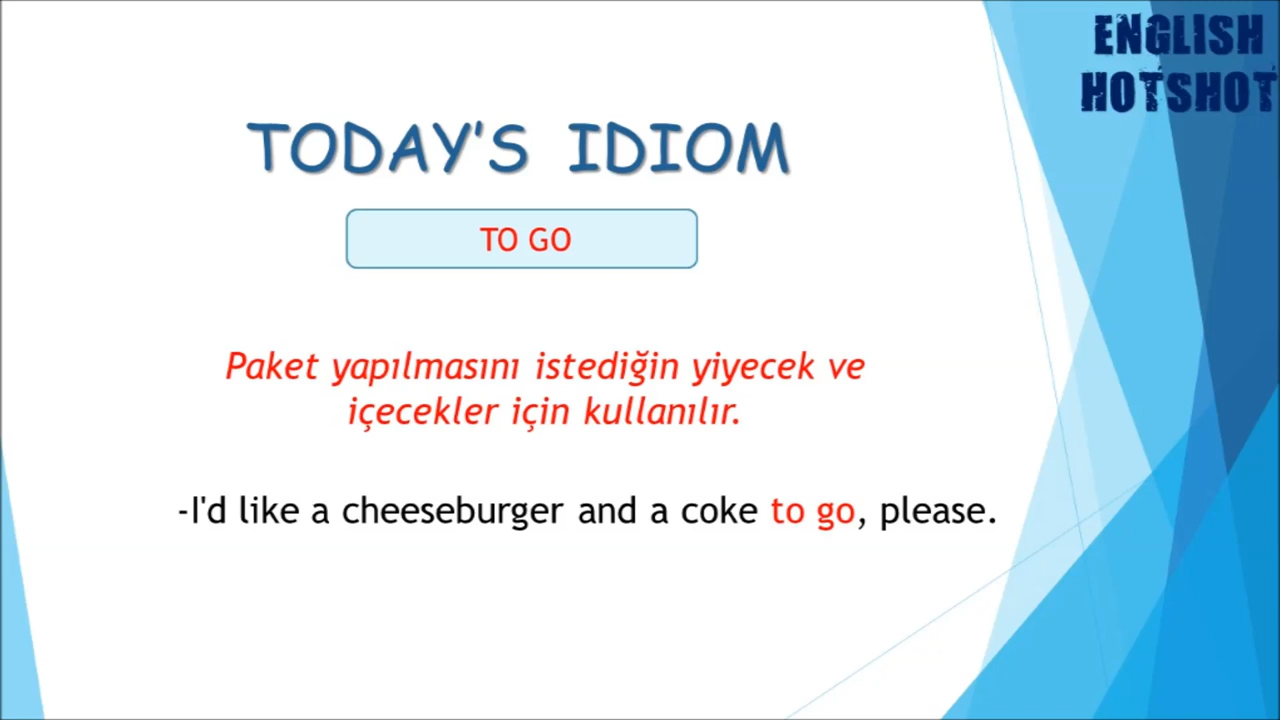 ENGLISH
HOTSHOT
TODAY'S IDIOM
TO GO
Paket yapılmasını istediğin yiyecek ve
içecekler için kullanılır.
-I'd like a cheeseburger and a coke to go, please.